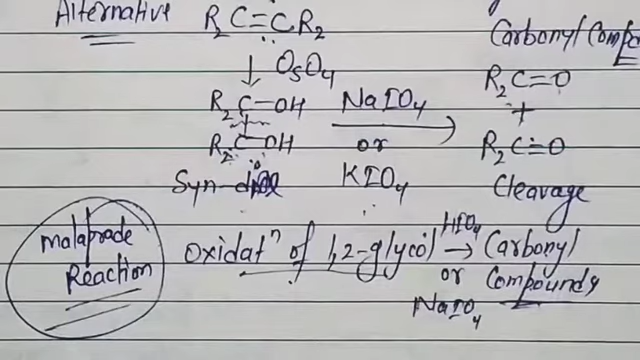 Alternative R₂C=CR₂
Carbonyl Comp
↓ OsO₄
R₂C=O
R₂C-OH NaIO₄
+
R₂C-OH or R₂C=O
Syn-diol KIO₄ Cleavage
Malaprade Reaction
Oxidatⁿ of 1,2-glycol HIO₄ → Carbonyl
or Compounds
NaIO₄